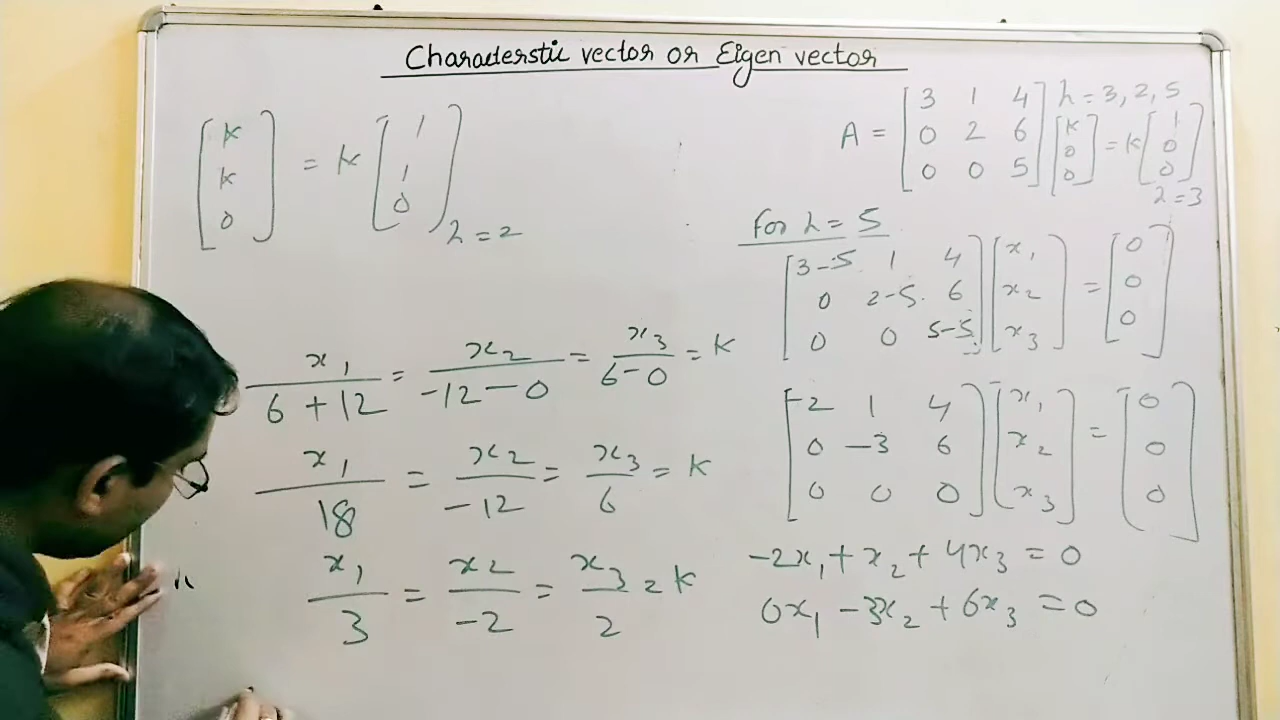 Characterstic vector or Eigen vector
[k k 0] = k [1 1 0] λ = 2
A = [3 1 4; 0 2 6; 0 0 5] [k 0 0] = k [1 0 0] λ = 3, 2, 5
λ = 3
For λ = 5
[3-5 1 4; 0 2-5 6; 0 0 5-5] [x₁ x₂ x₃] = [0 0 0]
[-2 1 4; 0 -3 6; 0 0 0] [x₁ x₂ x₃] = [0 0 0]
-2x₁ + x₂ + 4x₃ = 0
0x₁ - 3x₂ + 6x₃ = 0
x₁/(6 + 12) = x₂/(-12 - 0) = x₃/(6 - 0) = k
x₁/18 = x₂/-12 = x₃/6 = k
x₁/3 = x₂/-2 = x₃/2 = k